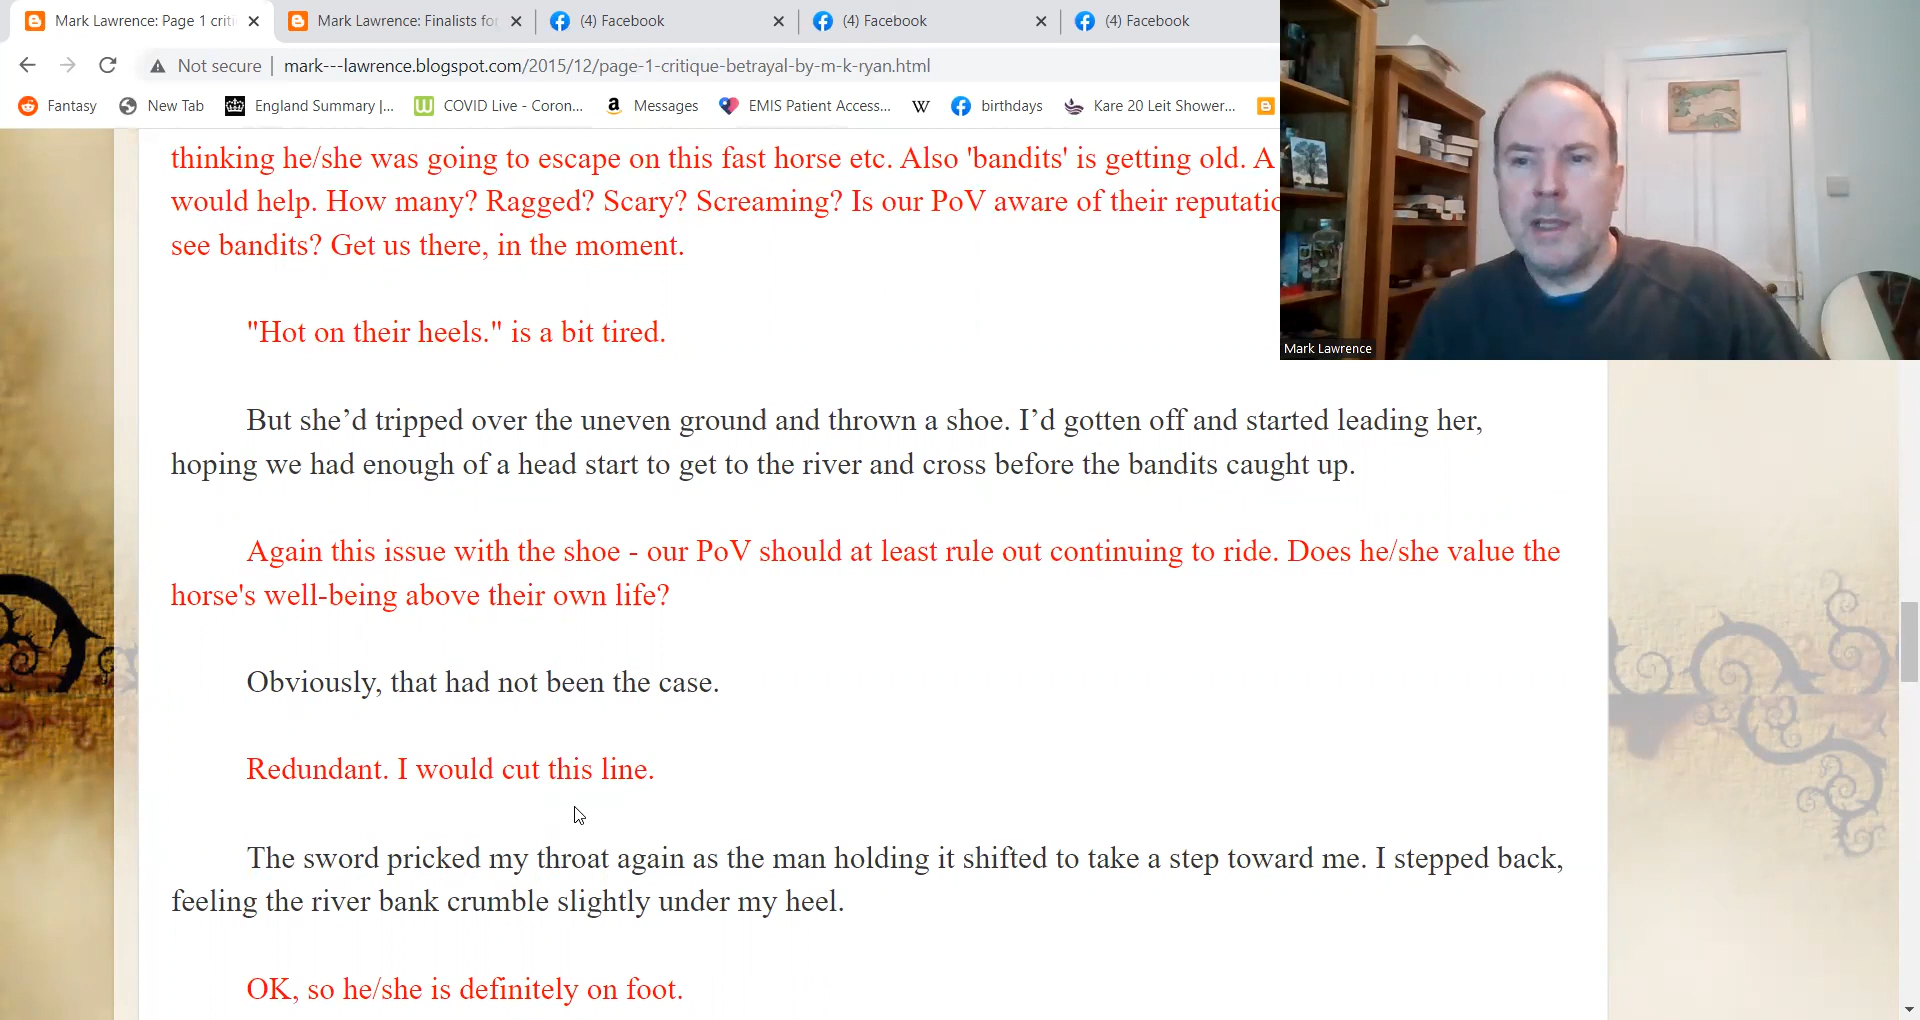 Mark Lawrence: Page 1 criti
Mark Lawrence: Finalists fo
(4) Facebook
(4) Facebook
(4) Facebook
Not secure | mark---lawrence.blogspot.com/2015/12/page-1-critique-betrayal-by-m-k-ryan.html
Fantasy
New Tab
England Summary |...
COVID Live - Coron...
Messages
EMIS Patient Access...
W
birthdays
Kare 20 Leit Shower...
thinking he/she was going to escape on this fast horse etc. Also 'bandits' is getting old. A
would help. How many? Ragged? Scary? Screaming? Is our PoV aware of their reputatio
see bandits? Get us there, in the moment.
"Hot on their heels." is a bit tired.
But she’d tripped over the uneven ground and thrown a shoe. I’d gotten off and started leading her,
hoping we had enough of a head start to get to the river and cross before the bandits caught up.
Again this issue with the shoe - our PoV should at least rule out continuing to ride. Does he/she value the
horse's well-being above their own life?
Obviously, that had not been the case.
Redundant. I would cut this line.
The sword pricked my throat again as the man holding it shifted to take a step toward me. I stepped back,
feeling the river bank crumble slightly under my heel.
OK, so he/she is definitely on foot.
Mark Lawrence